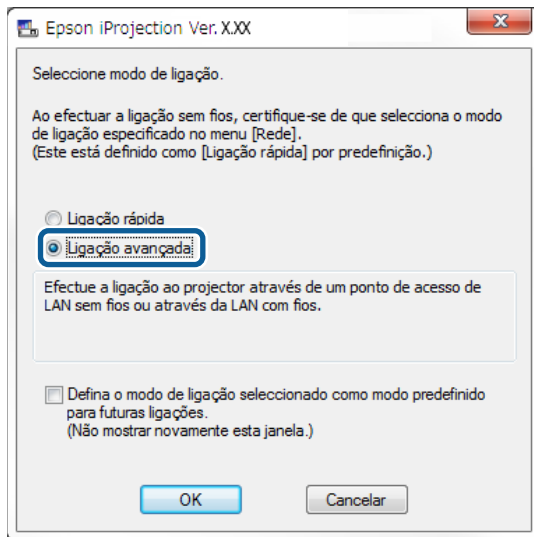 Epson iProjection Ver. X.XX
Seleccione modo de ligação.
Ao efectuar a ligação sem fios, certifique-se de que selecciona o modo
de ligação especificado no menu [Rede].
(Este está definido como [Ligação rápida] por predefinição.)
Ligação rápida
Ligação avançada
Efectue a ligação ao projector através de um ponto de acesso de
LAN sem fios ou através da LAN com fios.
Defina o modo de ligação seleccionado como modo predefinido
para futuras ligações.
(Não mostrar novamente esta janela.)
OK
Cancelar